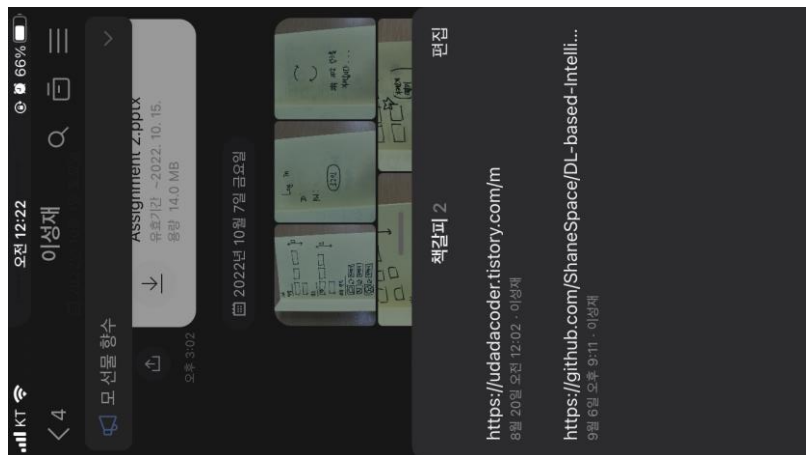 KT
오전 12:22
66%
4
이성재
모 선물 향수
Assignment 2.pptx
유효기간 ~2022. 10. 15.
용량 14.0 MB
오후 3:02
2022년 10월 7일 금요일
책갈피 2
편집
https://udadacoder.tistory.com/m
8월 20일 오전 12:02 · 이성재
https://github.com/ShaneSpace/DL-based-Intelli...
9월 6일 오후 9:11 · 이성재